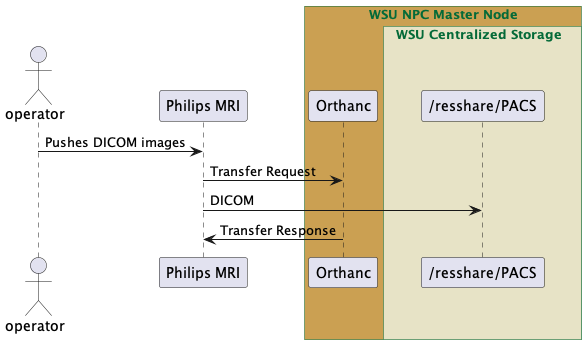 WSU NPC Master Node
WSU Centralized Storage
operator
Philips MRI
Orthanc
/resshare/PACS
Pushes DICOM images
Transfer Request
DICOM
Transfer Response
operator
Philips MRI
Orthanc
/resshare/PACS